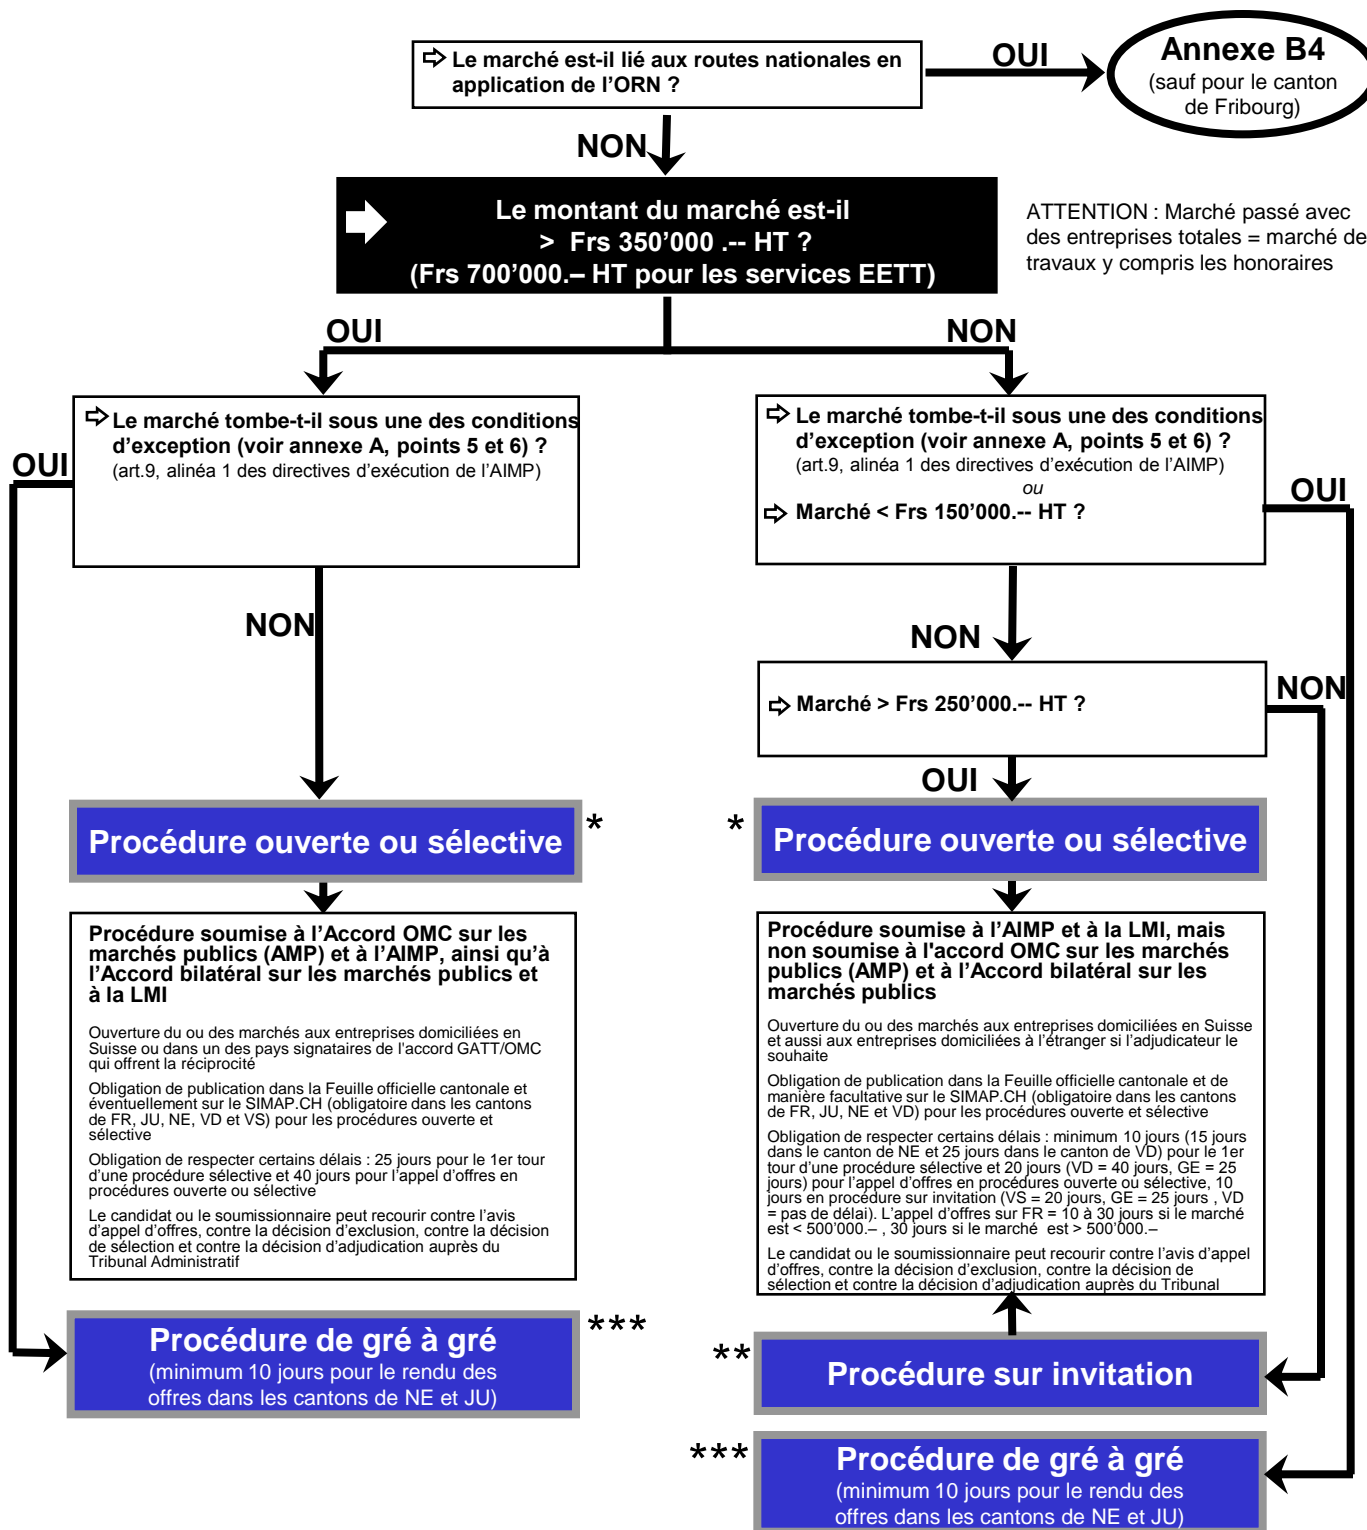 ⇨ Le marché est-il lié aux routes nationales en
application de l’ORN ?
OUI
Annexe B4
(sauf pour le canton
de Fribourg)
NON
Le montant du marché est-il
> Frs 350’000 .-- HT ?
(Frs 700’000.– HT pour les services EETT)
ATTENTION : Marché passé avec
des entreprises totales = marché de
travaux y compris les honoraires
OUI
NON
⇨ Le marché tombe-t-il sous une des conditions
d’exception (voir annexe A, points 5 et 6) ?
(art.9, alinéa 1 des directives d’exécution de l’AIMP)
OUI
⇨ Le marché tombe-t-il sous une des conditions
d’exception (voir annexe A, points 5 et 6) ?
(art.9, alinéa 1 des directives d’exécution de l’AIMP)
ou
⇨ Marché < Frs 150’000.-- HT ?
OUI
NON
NON
⇨ Marché > Frs 250’000.-- HT ?
NON
OUI
Procédure ouverte ou sélective *
* Procédure ouverte ou sélective
Procédure soumise à l’Accord OMC sur les
marchés publics (AMP) et à l’AIMP, ainsi qu’à
l’Accord bilatéral sur les marchés publics et
à la LMI
Ouverture du ou des marchés aux entreprises domiciliées en
Suisse ou dans un des pays signataires de l'accord GATT/OMC
qui offrent la réciprocité
Obligation de publication dans la Feuille officielle cantonale et
éventuellement sur le SIMAP.CH (obligatoire dans les cantons
de FR, JU, NE, VD et VS) pour les procédures ouverte et
sélective
Obligation de respecter certains délais : 25 jours pour le 1er tour
d’une procédure sélective et 40 jours pour l’appel d’offres en
procédures ouverte ou sélective
Le candidat ou le soumissionnaire peut recourir contre l’avis
d’appel d’offres, contre la décision d’exclusion, contre la décision
de sélection et contre la décision d’adjudication auprès du
Tribunal Administratif
Procédure soumise à l’AIMP et à la LMI, mais
non soumise à l'accord OMC sur les marchés
publics (AMP) et à l’Accord bilatéral sur les
marchés publics
Ouverture du ou des marchés aux entreprises domiciliées en Suisse
et aussi aux entreprises domiciliées à l’étranger si l’adjudicateur le
souhaite
Obligation de publication dans la Feuille officielle cantonale et de
manière facultative sur le SIMAP.CH (obligatoire dans les cantons
de FR, JU, NE et VD) pour les procédures ouverte et sélective
Obligation de respecter certains délais : minimum 10 jours (15 jours
dans le canton de NE et 25 jours dans le canton de VD) pour le 1er
tour d’une procédure sélective et 20 jours (VD = 40 jours, GE = 25
jours) pour l’appel d’offres en procédures ouverte ou sélective, 10
jours en procédure sur invitation (VS = 20 jours, GE = 25 jours , VD
= pas de délai). L’appel d’offres sur FR = 10 à 30 jours si le marché
est < 500’000.– , 30 jours si le marché est > 500’000.–
Le candidat ou le soumissionnaire peut recourir contre l’avis d’appel
d’offres, contre la décision d’exclusion, contre la décision de
sélection et contre la décision d’adjudication auprès du Tribunal
Procédure de gré à gré ***
(minimum 10 jours pour le rendu des
offres dans les cantons de NE et JU)
** Procédure sur invitation
*** Procédure de gré à gré
(minimum 10 jours pour le rendu des
offres dans les cantons de NE et JU)